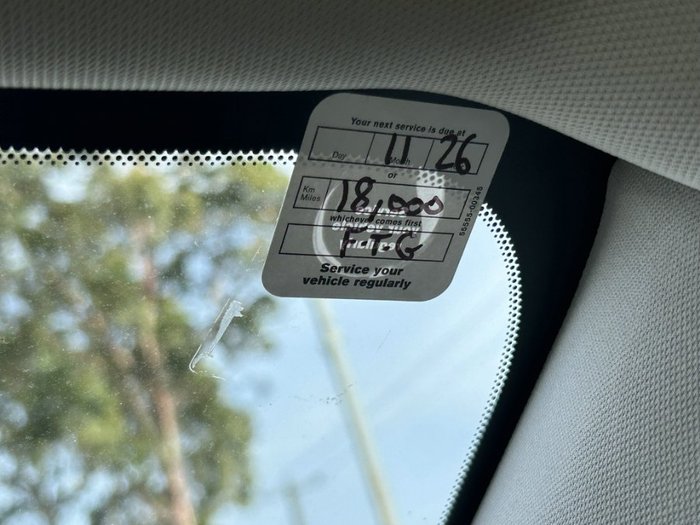 Your next service is due at
11 26
Day Month
or
Km 18,000
Miles
whichever comes first
FTG
Service your
vehicle regularly